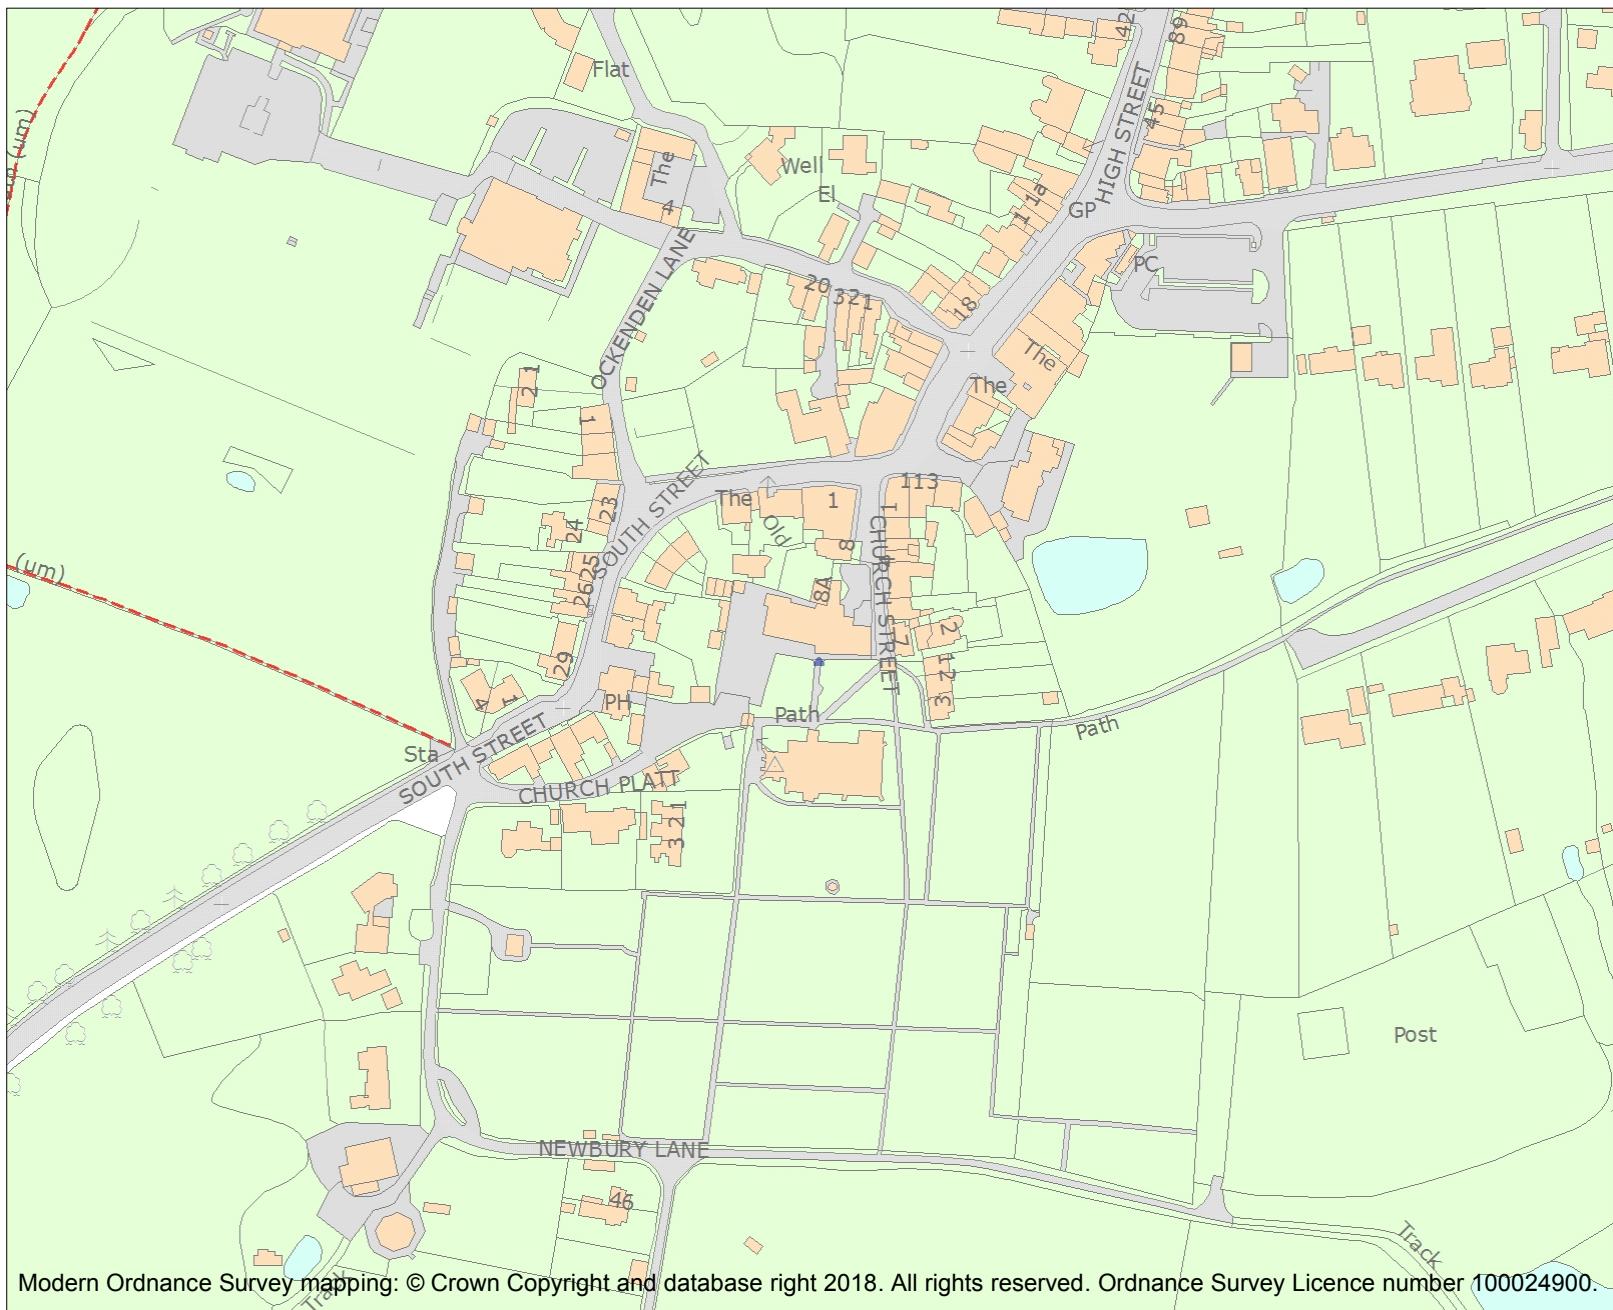 42
89
Flat
HIGH STREET
45
(um)
The
4
Well
El
1a
1
GP
PC
OCKENDEN LANE
20
321
18
The
The
21
1
SOUTH STREET
113
The
1
1
23
24
Old
CHURCH STREET
8
(um)
25
26
8A
2
7
29
12
3
4
1
PH
Path
Path
Sta
SOUTH STREET
CHURCH PLATT
321
Post
NEWBURY LANE
46
Track
Track
Modern Ordnance Survey mapping: © Crown Copyright and database right 2018. All rights reserved. Ordnance Survey Licence number 100024900.